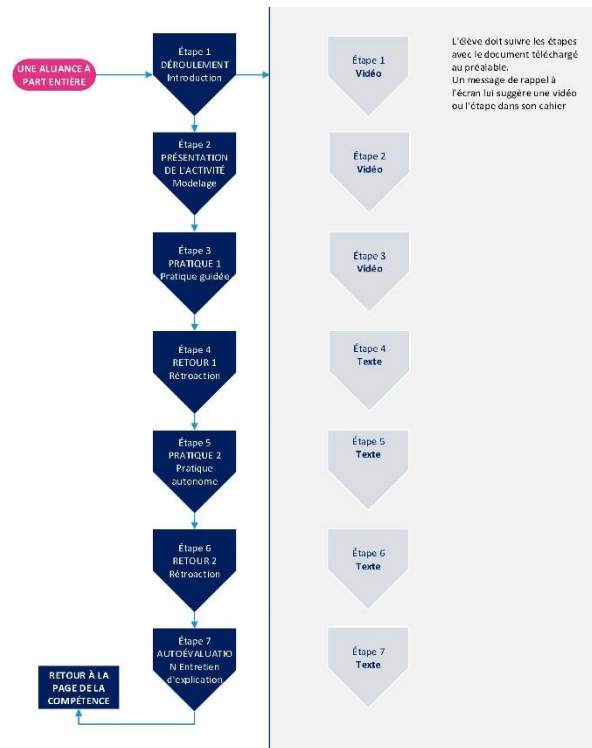 UNE ALUANCE À
PART ENTIÈRE
Étape 1
DÉROULEMENT
Introduction
Étape 2
PRÉSENTATION
DE L'ACTIVITÉ
Modelage
Étape 3
PRATIQUE 1
Pratique guidée
Étape 4
RETOUR 1
Rétroaction
Étape 5
PRATIQUE 2
Pratique
autonome
Étape 6
RETOUR 2
Rétroaction
Étape 7
AUTOÉVALUATIO
N Entretien
d'explication
RETOUR À LA
PAGE DE LA
COMPÉTENCE
Étape 1
Vidéo
Étape 2
Vidéo
Étape 3
Vidéo
Étape 4
Texte
Étape 5
Texte
Étape 6
Texte
Étape 7
Texte
L'élève doit suivre les étapes
avec le document téléchargé
au préalable.
Un message de rappel à
l'écran lui suggère une vidéo
ou l'étape dans son cahier